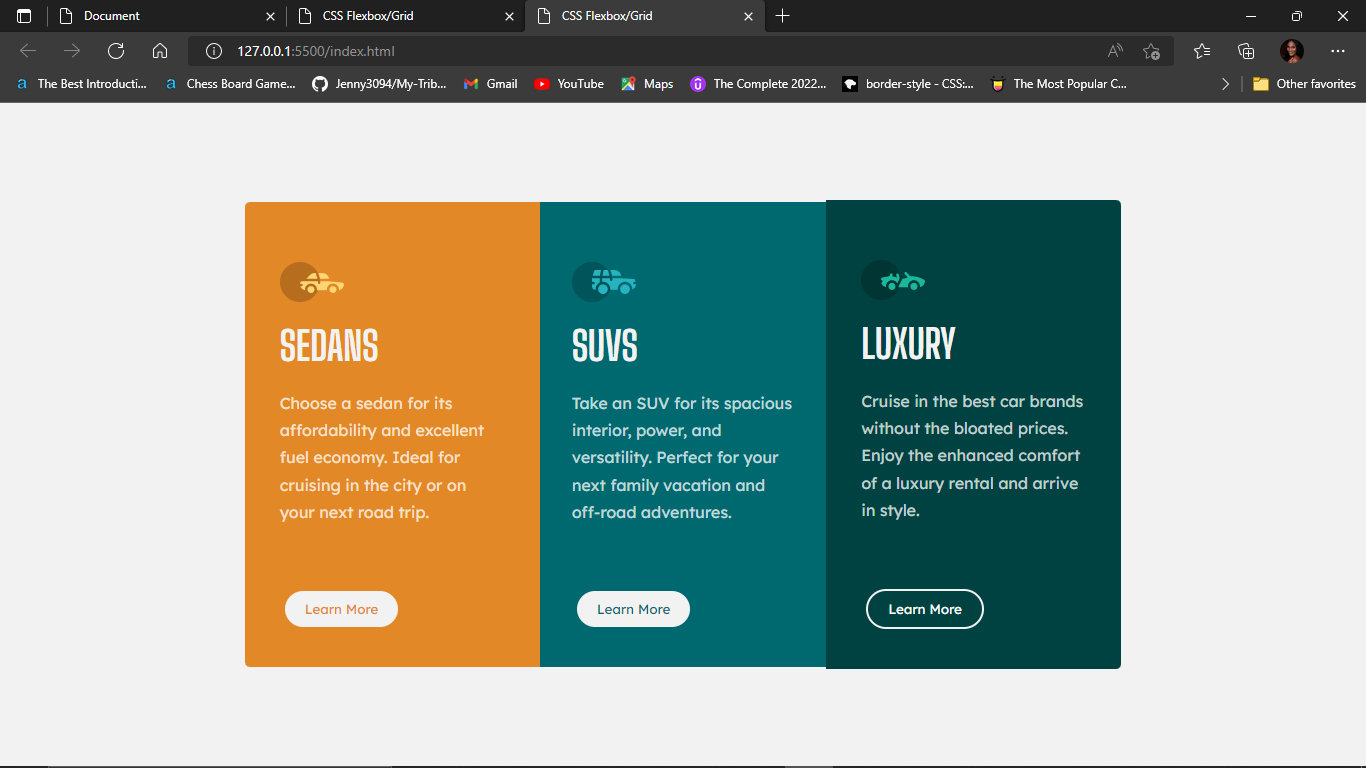 Document
CSS Flexbox/Grid
CSS Flexbox/Grid
127.0.0.1:5500/index.html
The Best Introducti...
Chess Board Game...
Jenny3094/My-Trib...
Gmail
YouTube
Maps
The Complete 2022...
border-style - CSS:...
The Most Popular C...
Other favorites
SEDANS
Choose a sedan for its
affordability and excellent
fuel economy. Ideal for
cruising in the city or on
your next road trip.
Learn More
SUVS
Take an SUV for its spacious
interior, power, and
versatility. Perfect for your
next family vacation and
off-road adventures.
Learn More
LUXURY
Cruise in the best car brands
without the bloated prices.
Enjoy the enhanced comfort
of a luxury rental and arrive
in style.
Learn More